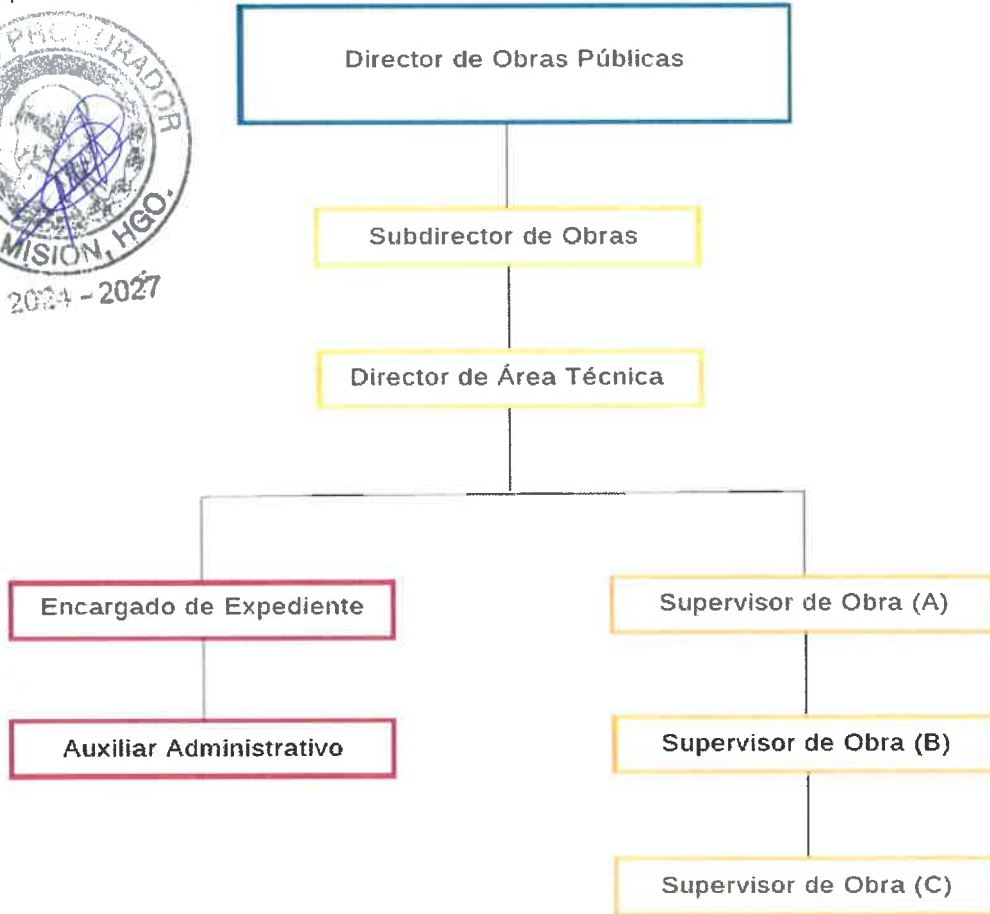 PROCURADOR
MISIÓN, HGO.
2024 - 2027
Director de Obras Públicas
Subdirector de Obras
Director de Área Técnica
Encargado de Expediente
Supervisor de Obra (A)
Auxiliar Administrativo
Supervisor de Obra (B)
Supervisor de Obra (C)